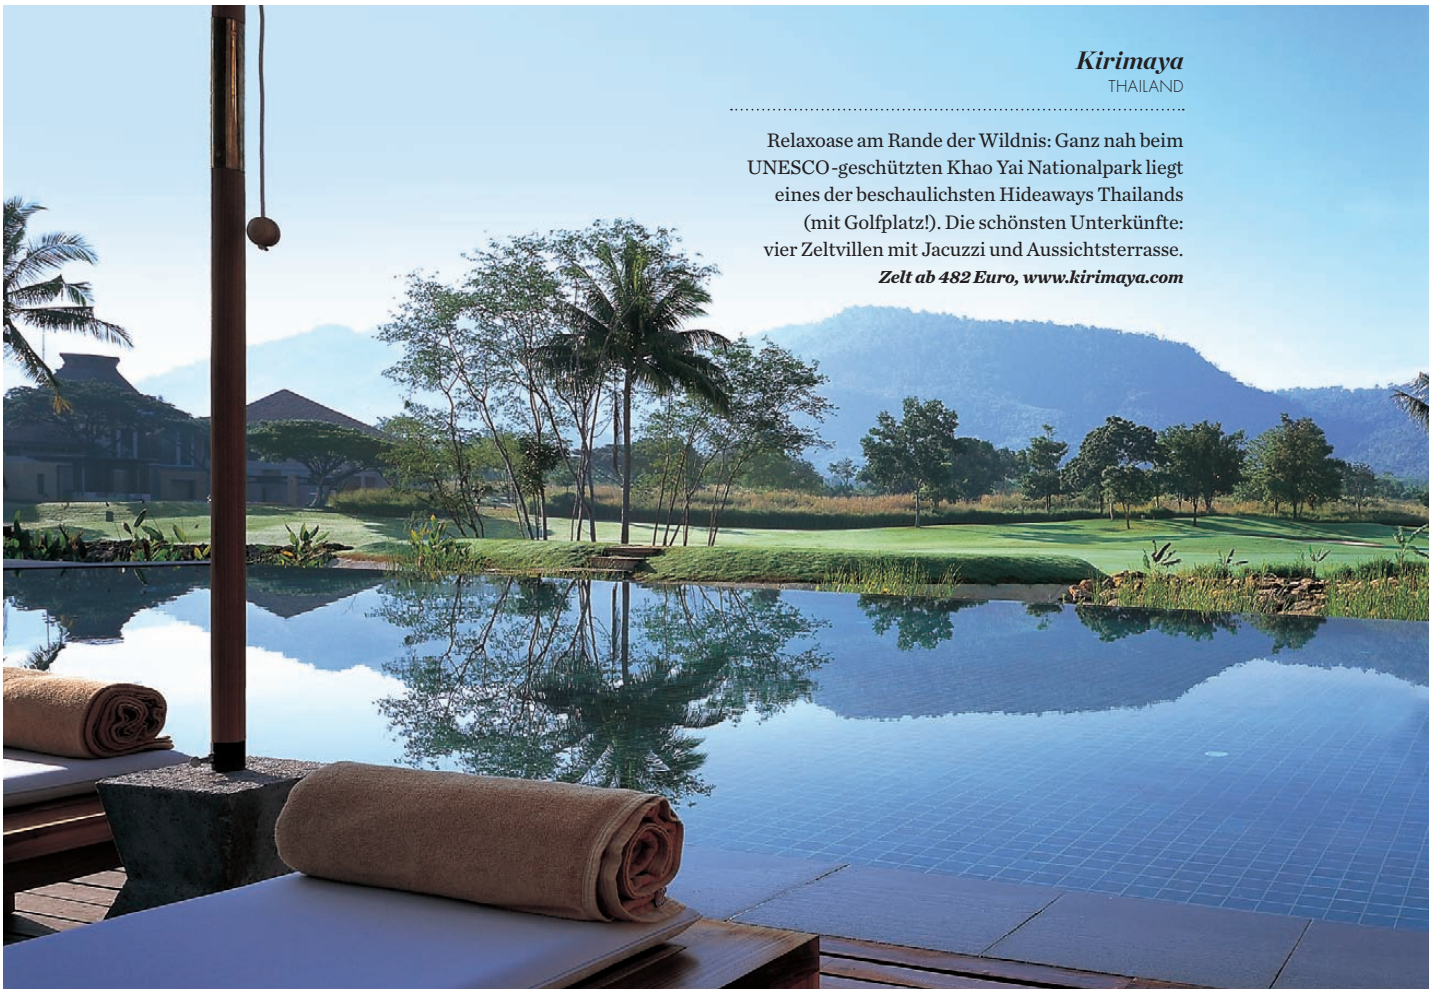 Kirimaya
THAILAND
Relaxoase am Rande der Wildnis: Ganz nah beim
UNESCO-geschützten Khao Yai Nationalpark liegt
eines der beschaulichsten Hideaways Thailands
(mit Golfplatz!). Die schönsten Unterkünfte:
vier Zeltvillen mit Jacuzzi und Aussichtsterrasse.
Zelt ab 482 Euro, www.kirimaya.com